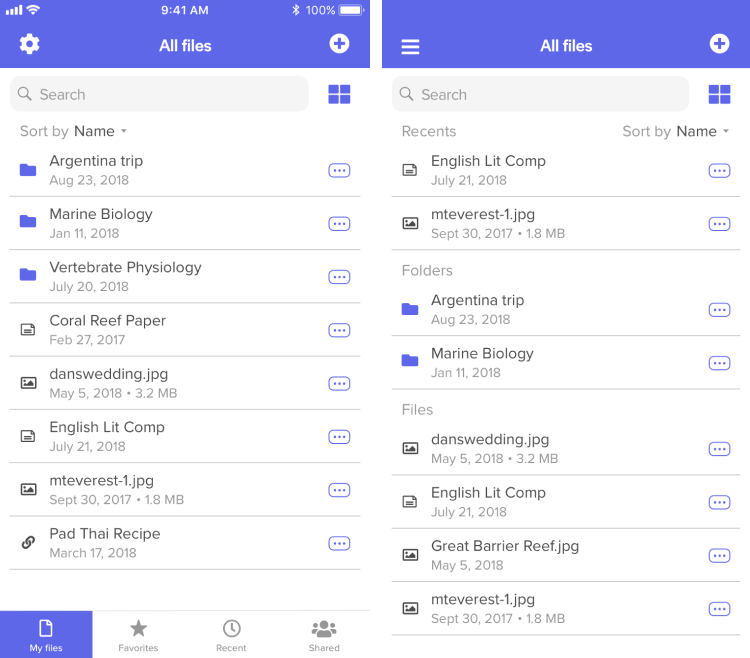 9:41 AM 100%
All files
Search
Sort by Name
Argentina trip
Aug 23, 2018
Marine Biology
Jan 11, 2018
Vertebrate Physiology
July 20, 2018
Coral Reef Paper
Feb 27, 2017
danswedding.jpg
May 5, 2018 • 3.2 MB
English Lit Comp
July 21, 2018
mteverest-1.jpg
Sept 30, 2017 • 1.8 MB
Pad Thai Recipe
March 17, 2018
My files Favorites Recent Shared
All files
Search
Recents Sort by Name
English Lit Comp
July 21, 2018
mteverest-1.jpg
Sept 30, 2017 • 1.8 MB
Folders
Argentina trip
Aug 23, 2018
Marine Biology
Jan 11, 2018
Files
danswedding.jpg
May 5, 2018 • 3.2 MB
English Lit Comp
July 21, 2018
Great Barrier Reef.jpg
May 5, 2018
mteverest-1.jpg
Sept 30, 2017 • 1.8 MB